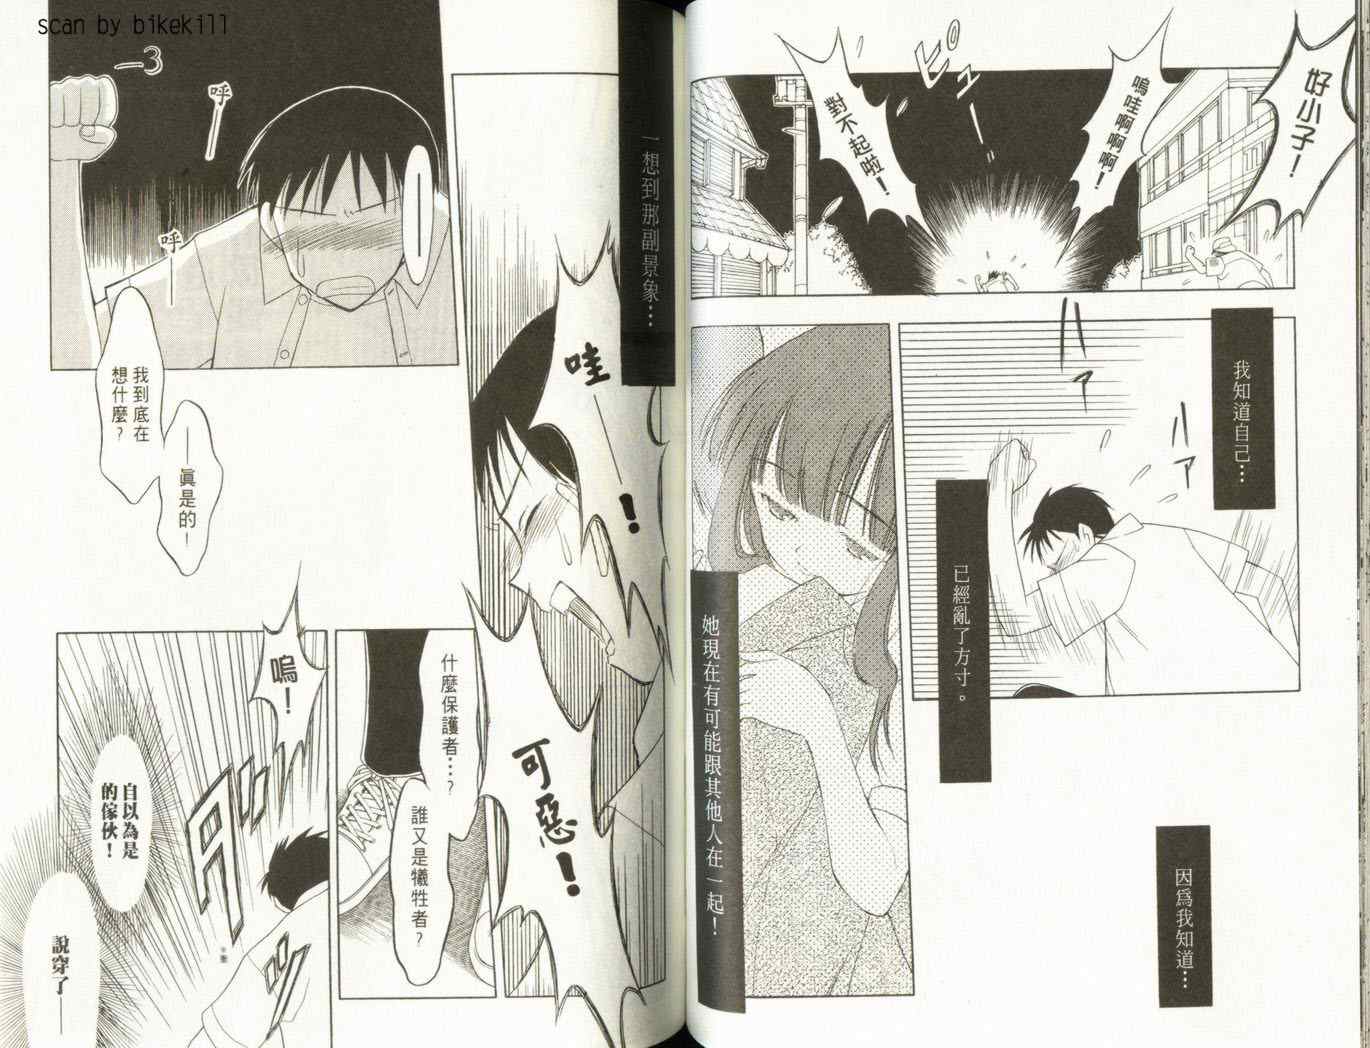 scan by bikekill
好小子！
嗚哇啊啊啊！
ピュー
對不起啦！
我知道自己…
ハァ
ハァ
已經亂了方寸。
因為我知道…
她現在有可能跟其他人在一起！
一想到那副景象…
哇——！
可惡！
——3
呼——
呼——
我到底在
想什麼？
——真是的－
什麼保護者…？
誰又是犧牲者？
嗚！
自以為是
的傢伙！
說穿了——